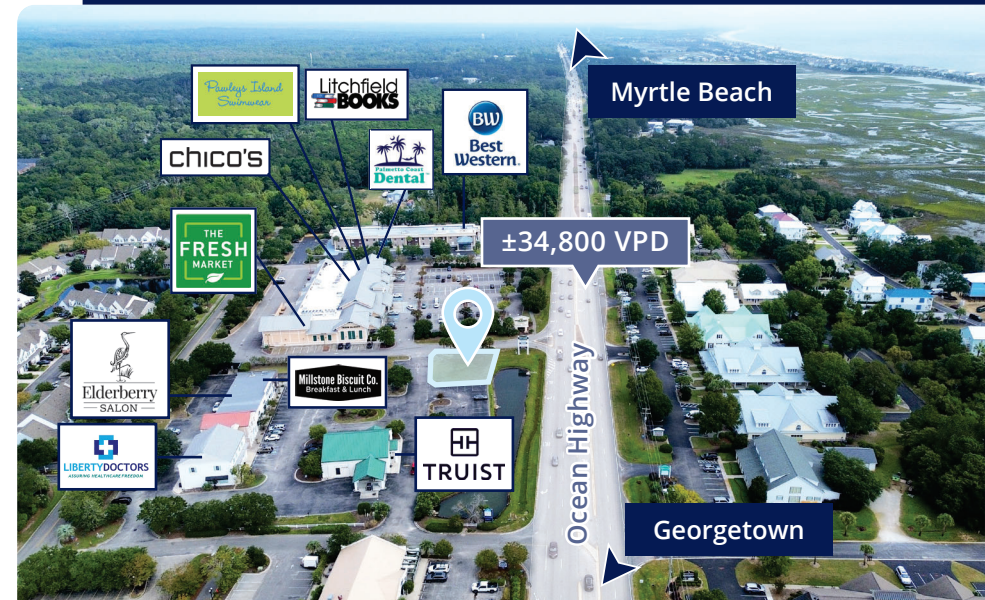 Pawleys Island
Swimwear
Litchfield
BOOKS
BW
Best
Western.
Myrtle Beach
chico's
Palmetto Coast
Dental
THE
FRESH
MARKET
±34,800 VPD
Elderberry
SALON
Millstone Biscuit Co.
Breakfast & Lunch
Ocean Highway
LIBERTYDOCTORS
ASSURING HEALTHCARE FREEDOM
TRUIST
Georgetown